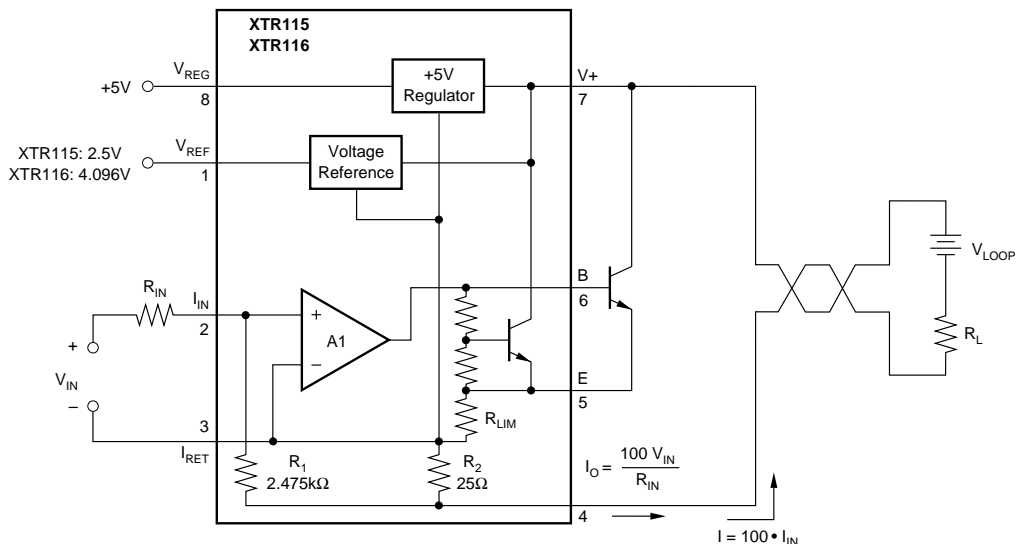 XTR115
XTR116
V_REG
+5V
8
+5V
Regulator
V+
7
XTR115: 2.5V
XTR116: 4.096V
V_REF
1
Voltage
Reference
V_LOOP
R_L
B
6
R_IN
I_IN
2
+
A1
–
+
V_IN
–
E
5
R_LIM
3
I_RET
R_1
2.475kΩ
R_2
25Ω
I_O = 100 V_IN / R_IN
4
I = 100 • I_IN